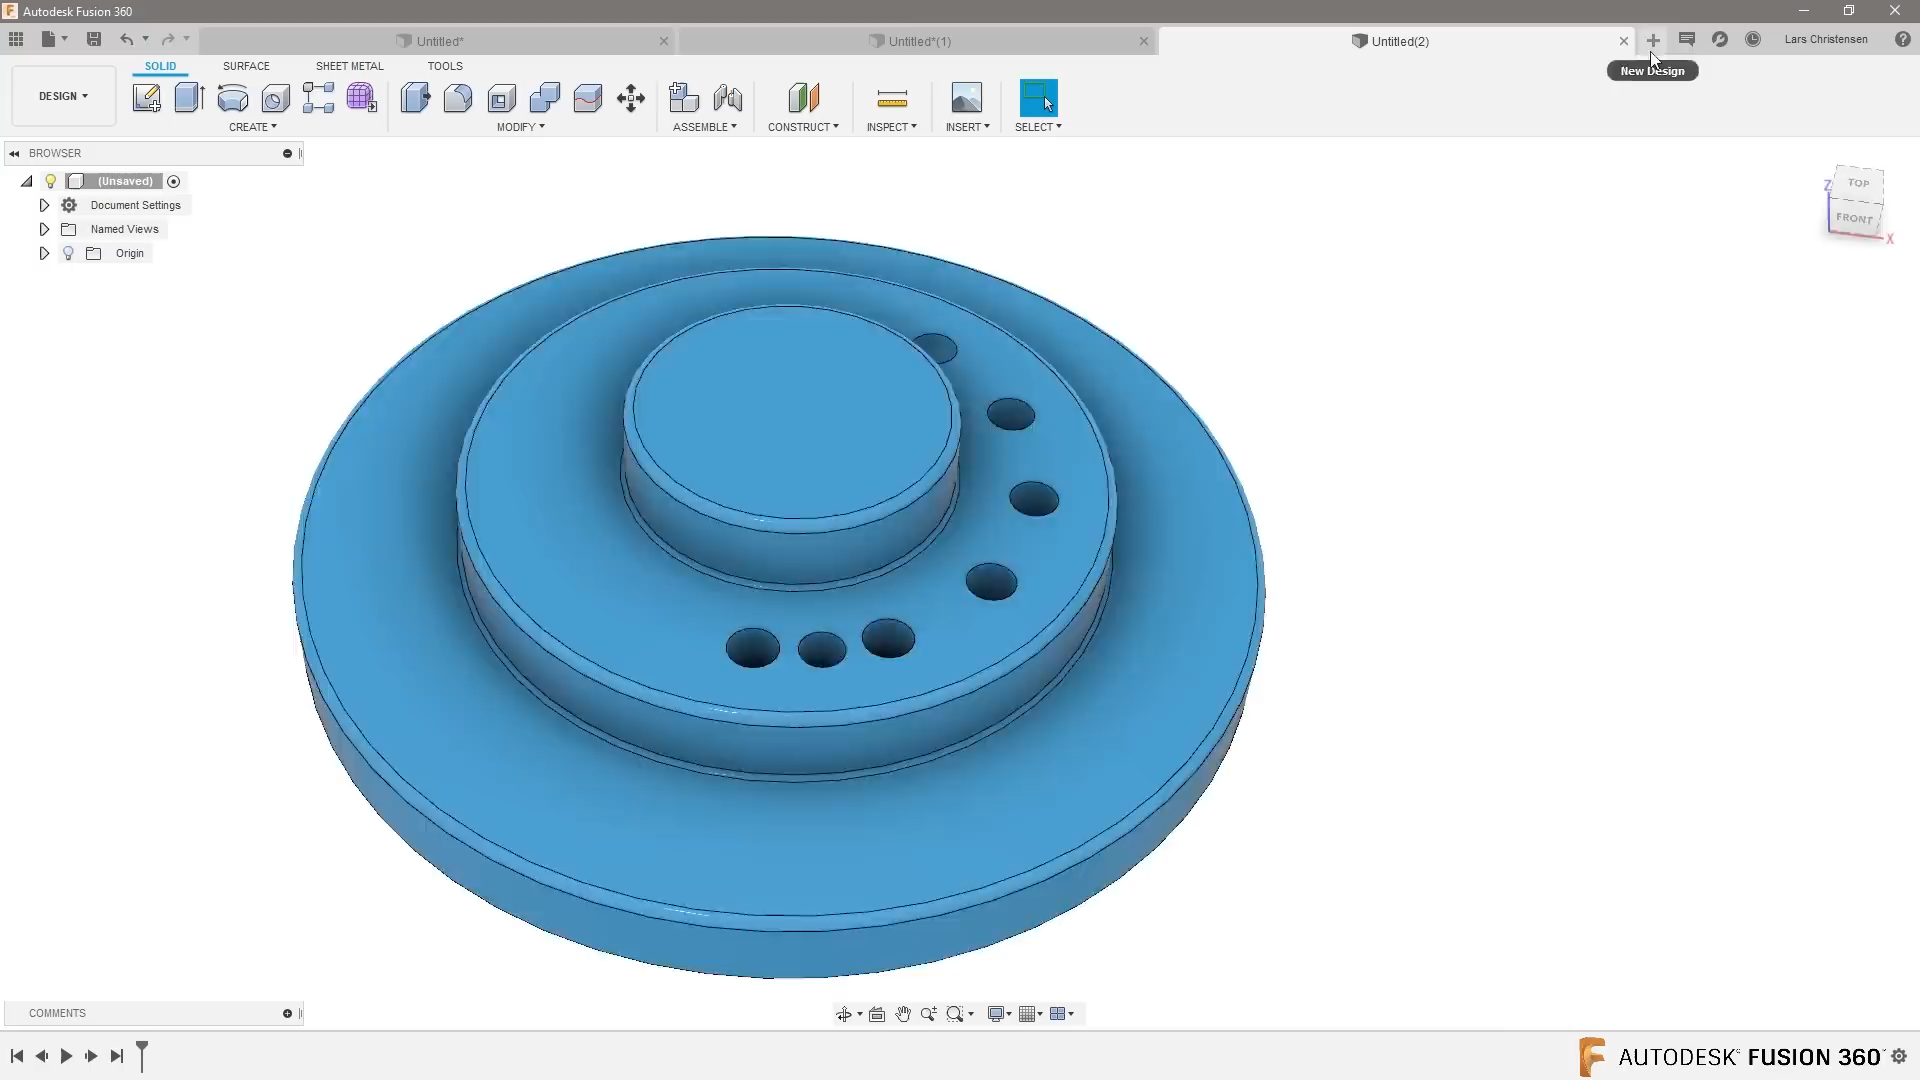 Autodesk Fusion 360
Untitled*
Untitled*(1)
Untitled(2)
Lars Christensen
New Design
DESIGN
SOLID
SURFACE
SHEET METAL
TOOLS
CREATE
MODIFY
ASSEMBLE
CONSTRUCT
INSPECT
INSERT
SELECT
BROWSER
(Unsaved)
Document Settings
Named Views
Origin
TOP
FRONT
Z
X
COMMENTS
AUTODESK FUSION 360